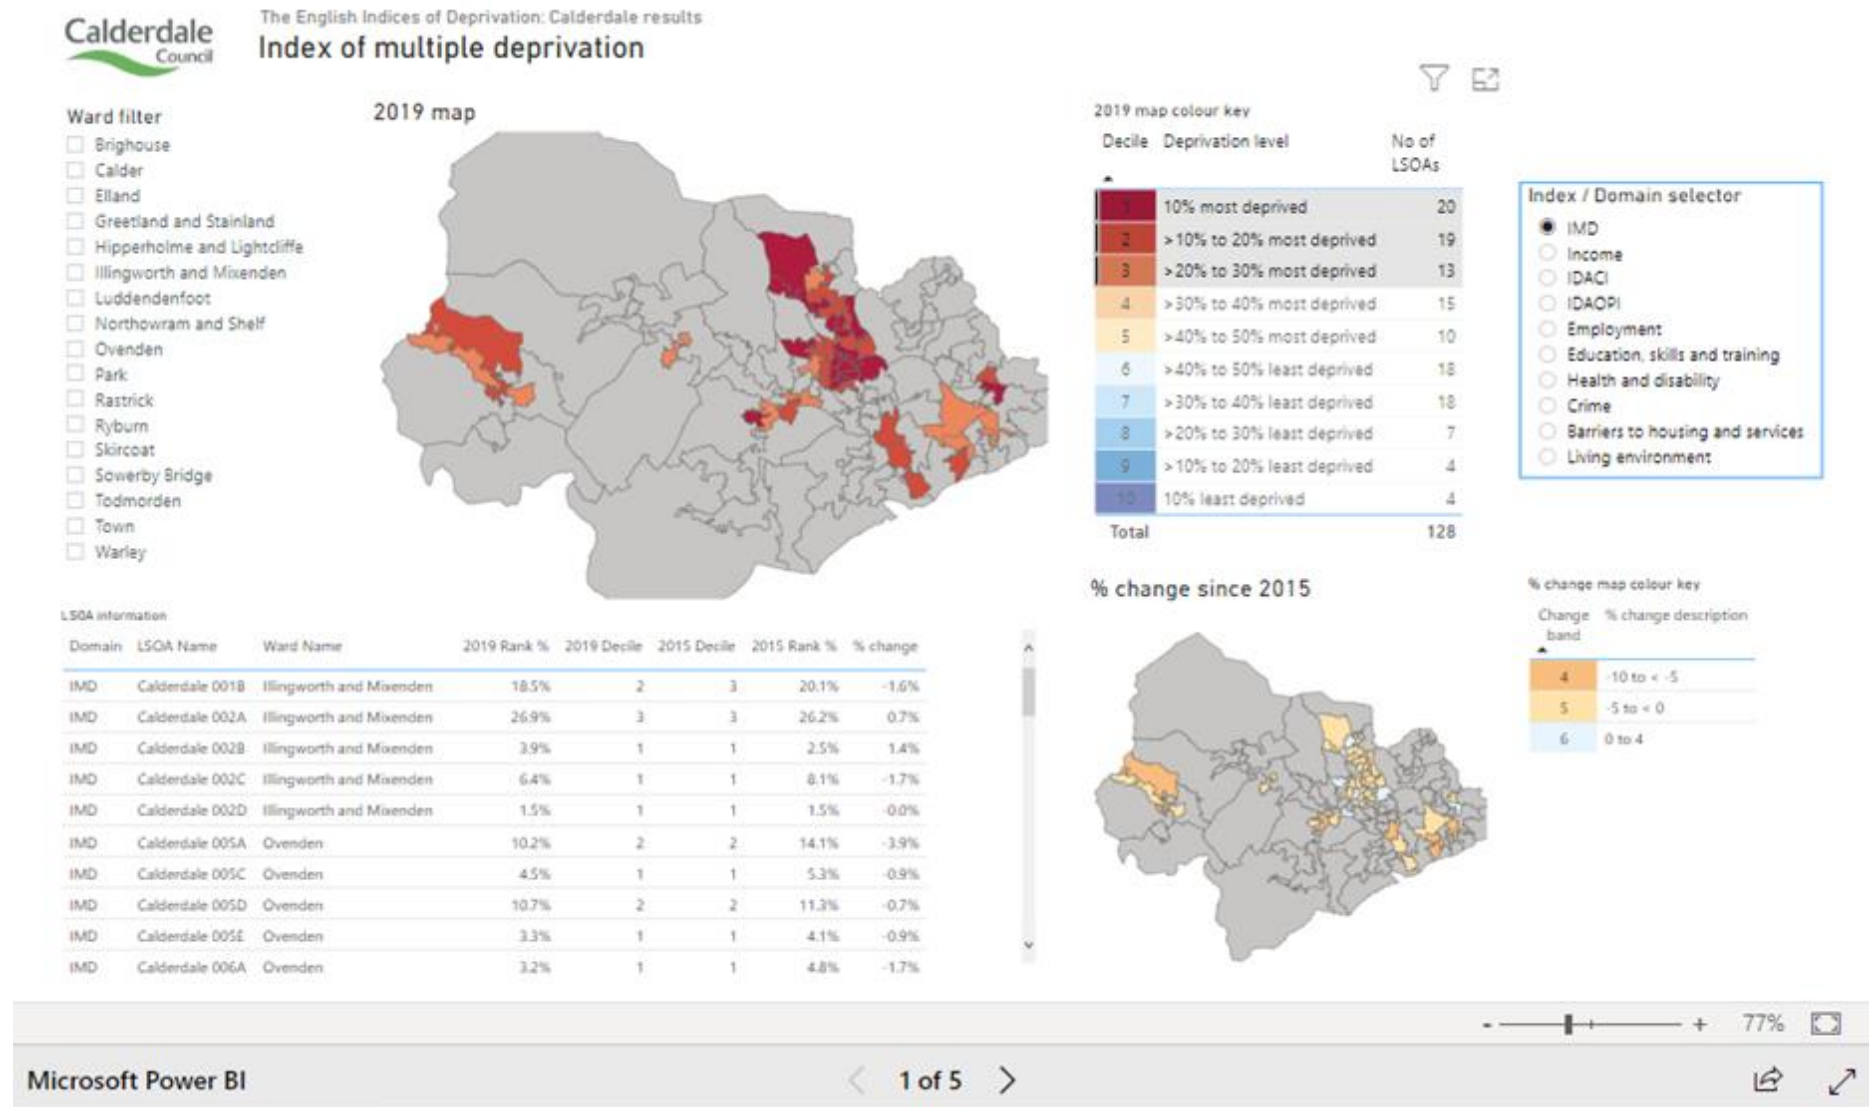 Calderdale
Council
The English Indices of Deprivation: Calderdale results
Index of multiple deprivation
Ward filter
Brighouse
Calder
Elland
Greetland and Stainland
Hipperholme and Lightcliffe
Illingworth and Mixenden
Luddendenfoot
Northowram and Shelf
Ovenden
Park
Rastrick
Ryburn
Skircoat
Sowerby Bridge
Todmorden
Town
Warley
2019 map
2019 map colour key
Decile Deprivation level No of
LSOAs
1 10% most deprived 20
2 >10% to 20% most deprived 19
3 >20% to 30% most deprived 13
4 >30% to 40% most deprived 15
5 >40% to 50% most deprived 10
6 >40% to 50% least deprived 18
7 >30% to 40% least deprived 18
8 >20% to 30% least deprived 7
9 >10% to 20% least deprived 4
10 10% least deprived 4
Total 128
Index / Domain selector
IMD
Income
IDACI
IDAOPI
Employment
Education, skills and training
Health and disability
Crime
Barriers to housing and services
Living environment
LSOA information
Domain LSOA Name Ward Name 2019 Rank % 2019 Decile 2015 Decile 2015 Rank % % change
IMD Calderdale 001B Illingworth and Mixenden 18.5% 2 3 20.1% -1.6%
IMD Calderdale 002A Illingworth and Mixenden 26.9% 3 3 26.2% 0.7%
IMD Calderdale 002B Illingworth and Mixenden 3.9% 1 1 2.5% 1.4%
IMD Calderdale 002C Illingworth and Mixenden 6.4% 1 1 8.1% -1.7%
IMD Calderdale 002D Illingworth and Mixenden 1.5% 1 1 1.5% -0.0%
IMD Calderdale 005A Ovenden 10.2% 2 2 14.1% -3.9%
IMD Calderdale 005C Ovenden 4.5% 1 1 5.3% -0.9%
IMD Calderdale 005D Ovenden 10.7% 2 2 11.3% -0.7%
IMD Calderdale 005E Ovenden 3.3% 1 1 4.1% -0.9%
IMD Calderdale 006A Ovenden 3.2% 1 1 4.8% -1.7%
% change since 2015
% change map colour key
Change % change description
band
4 -10 to < -5
5 -5 to < 0
6 0 to 4
- + 77%
Microsoft Power BI
1 of 5